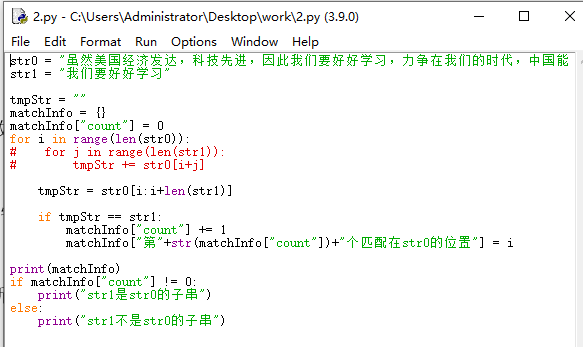 2.py - C:\Users\Administrator\Desktop\work\2.py (3.9.0)
File Edit Format Run Options Window Help
str0 = "虽然美国经济发达，科技先进，因此我们要好好学习，力争在我们的时代，中国能
str1 = "我们要好好学习"
tmpStr = ""
matchInfo = {}
matchInfo["count"] = 0
for i in range(len(str0)):
#    for j in range(len(str1)):
#        tmpStr += str0[i+j]
    tmpStr = str0[i:i+len(str1)]
    if tmpStr == str1:
        matchInfo["count"] += 1
        matchInfo["第"+str(matchInfo["count"])+"个匹配在str0的位置"] = i
print(matchInfo)
if matchInfo["count"] != 0:
    print("str1是str0的子串")
else:
    print("str1不是str0的子串")